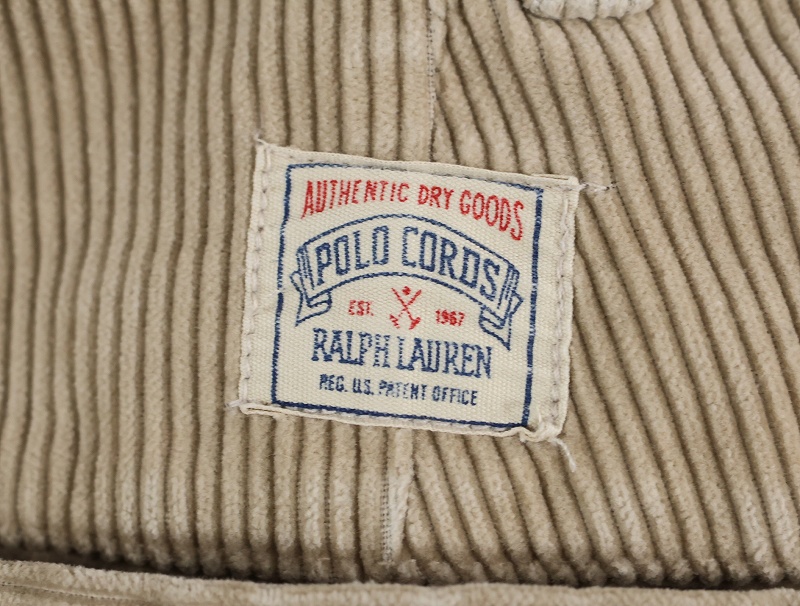 AUTHENTIC DRY GOODS
POLO CORDS
EST. 1967
RALPH LAUREN
REG. U.S. PATENT OFFICE